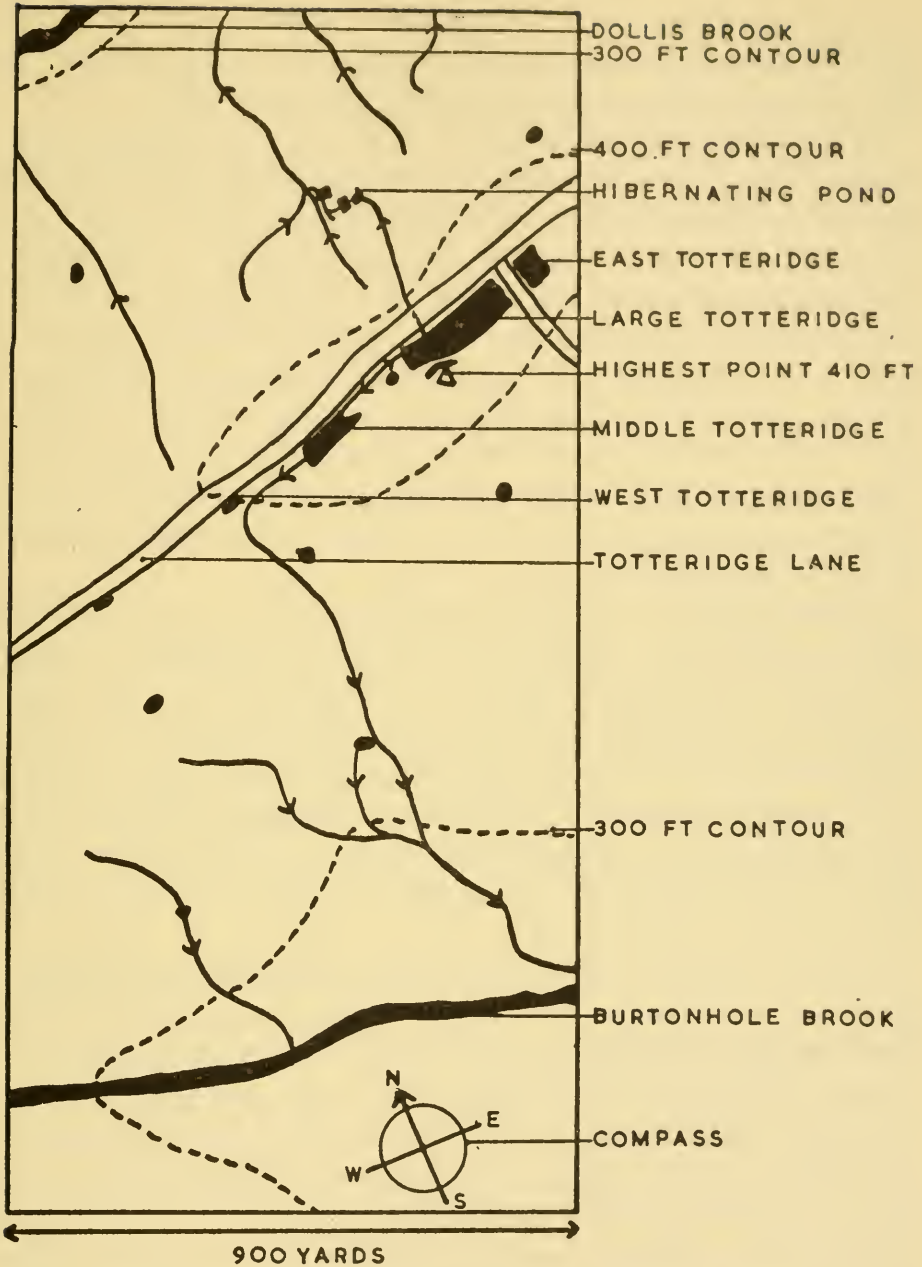 DOLLIS BROOK
300 FT CONTOUR
400 FT CONTOUR
HIBERNATING POND
EAST TOTTERIDGE
LARGE TOTTERIDGE
HIGHEST POINT 410 FT
MIDDLE TOTTERIDGE
WEST TOTTERIDGE
TOTTERIDGE LANE
300 FT CONTOUR
BURTONHOLE BROOK
N
E
COMPASS
W
S
900 YARDS